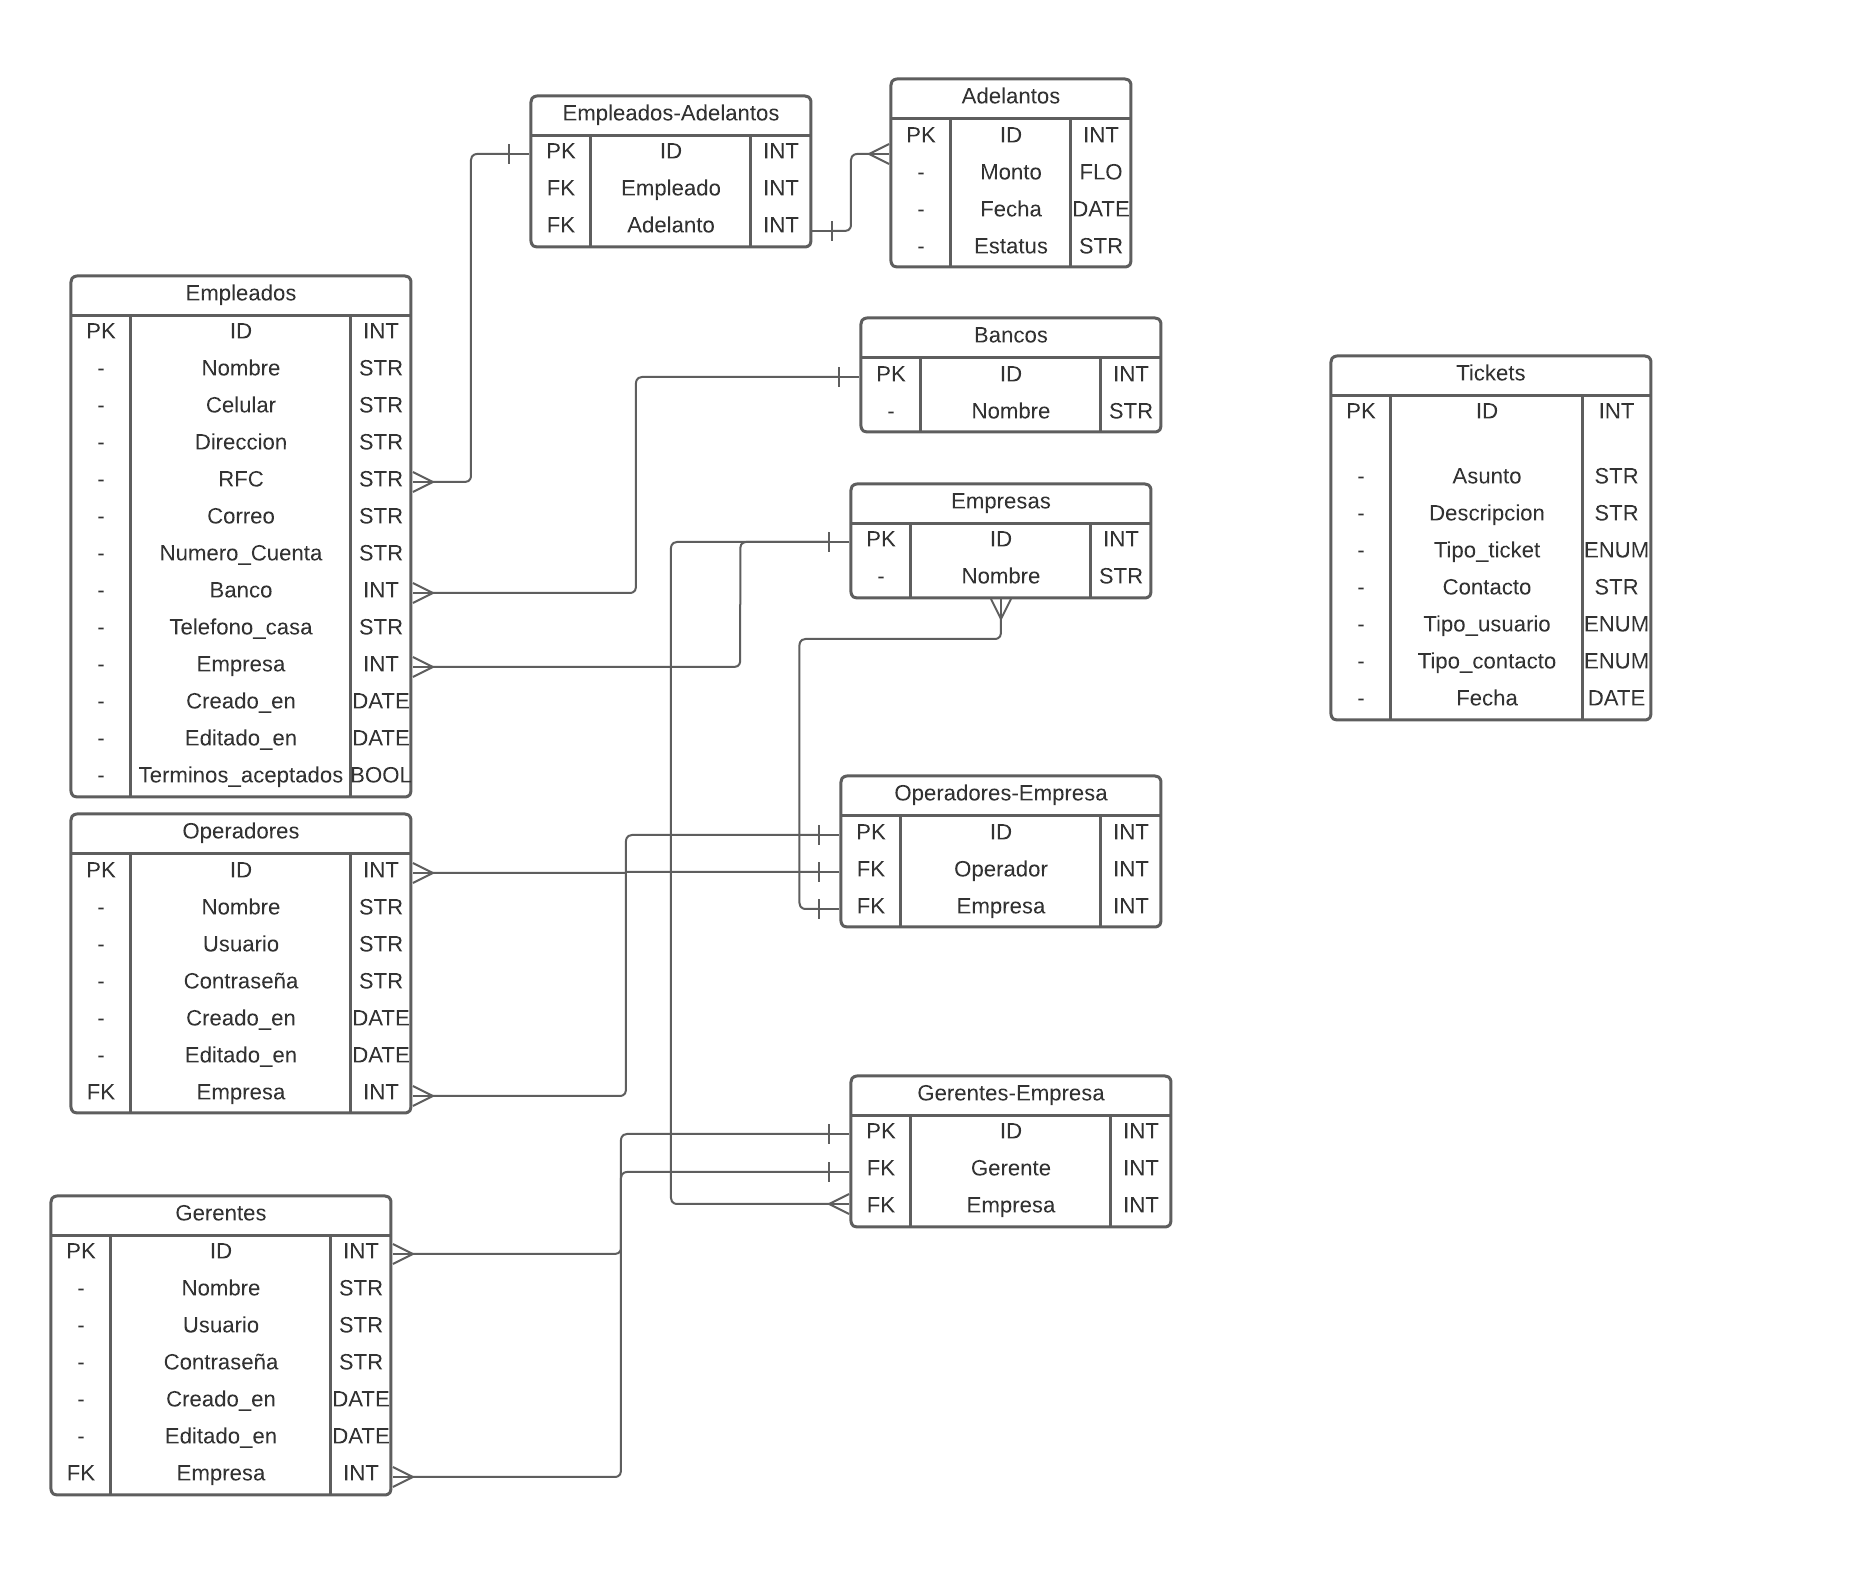 Empleados-Adelantos
PK ID INT
FK Empleado INT
FK Adelanto INT
Adelantos
PK ID INT
- Monto FLO
- Fecha DATE
- Estatus STR
Empleados
PK ID INT
- Nombre STR
- Celular STR
- Direccion STR
- RFC STR
- Correo STR
- Numero_Cuenta STR
- Banco INT
- Telefono_casa STR
- Empresa INT
- Creado_en DATE
- Editado_en DATE
- Terminos_aceptados BOOL
Bancos
PK ID INT
- Nombre STR
Empresas
PK ID INT
- Nombre STR
Tickets
PK ID INT
- Asunto STR
- Descripcion STR
- Tipo_ticket ENUM
- Contacto STR
- Tipo_usuario ENUM
- Tipo_contacto ENUM
- Fecha DATE
Operadores
PK ID INT
- Nombre STR
- Usuario STR
- Contraseña STR
- Creado_en DATE
- Editado_en DATE
FK Empresa INT
Operadores-Empresa
PK ID INT
FK Operador INT
FK Empresa INT
Gerentes-Empresa
PK ID INT
FK Gerente INT
FK Empresa INT
Gerentes
PK ID INT
- Nombre STR
- Usuario STR
- Contraseña STR
- Creado_en DATE
- Editado_en DATE
FK Empresa INT